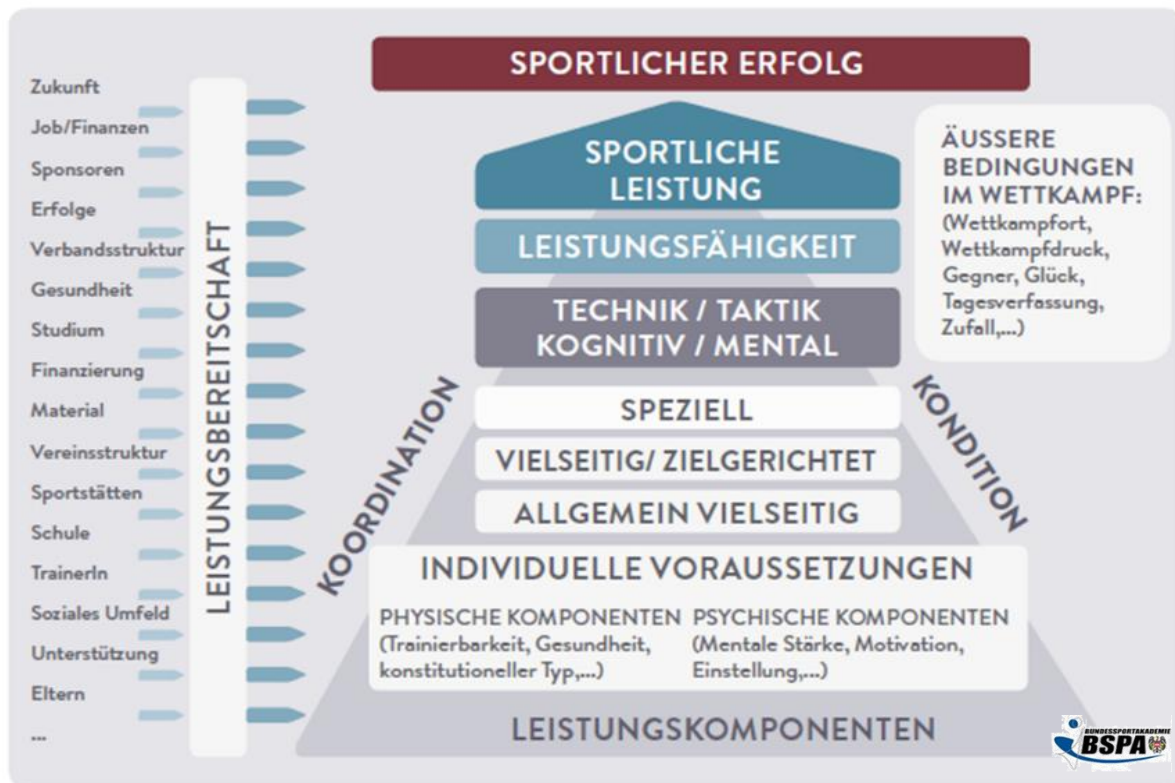 SPORTLICHER ERFOLG
Zukunft
Job/Finanzen
Sponsoren
Erfolge
Verbandsstruktur
Gesundheit
Studium
Finanzierung
Material
Vereinsstruktur
Sportstätten
Schule
TrainerIn
Soziales Umfeld
Unterstützung
Eltern
...
LEISTUNGSBEREITSCHAFT
SPORTLICHE
LEISTUNG
LEISTUNGSFÄHIGKEIT
TECHNIK / TAKTIK
KOGNITIV / MENTAL
KOORDINATION
KONDITION
SPEZIELL
VIELSEITIG/ ZIELGERICHTET
ALLGEMEIN VIELSEITIG
INDIVIDUELLE VORAUSSETZUNGEN
PHYSISCHE KOMPONENTEN
(Trainierbarkeit, Gesundheit,
konstitutioneller Typ,...)
PSYCHISCHE KOMPONENTEN
(Mentale Stärke, Motivation,
Einstellung,...)
LEISTUNGSKOMPONENTEN
ÄUSSERE
BEDINGUNGEN
IM WETTKAMPF:
(Wettkampfort,
Wettkampfdruck,
Gegner, Glück,
Tagesverfassung,
Zufall,...)
BUNDESSPORTAKADEMIE
BSPA